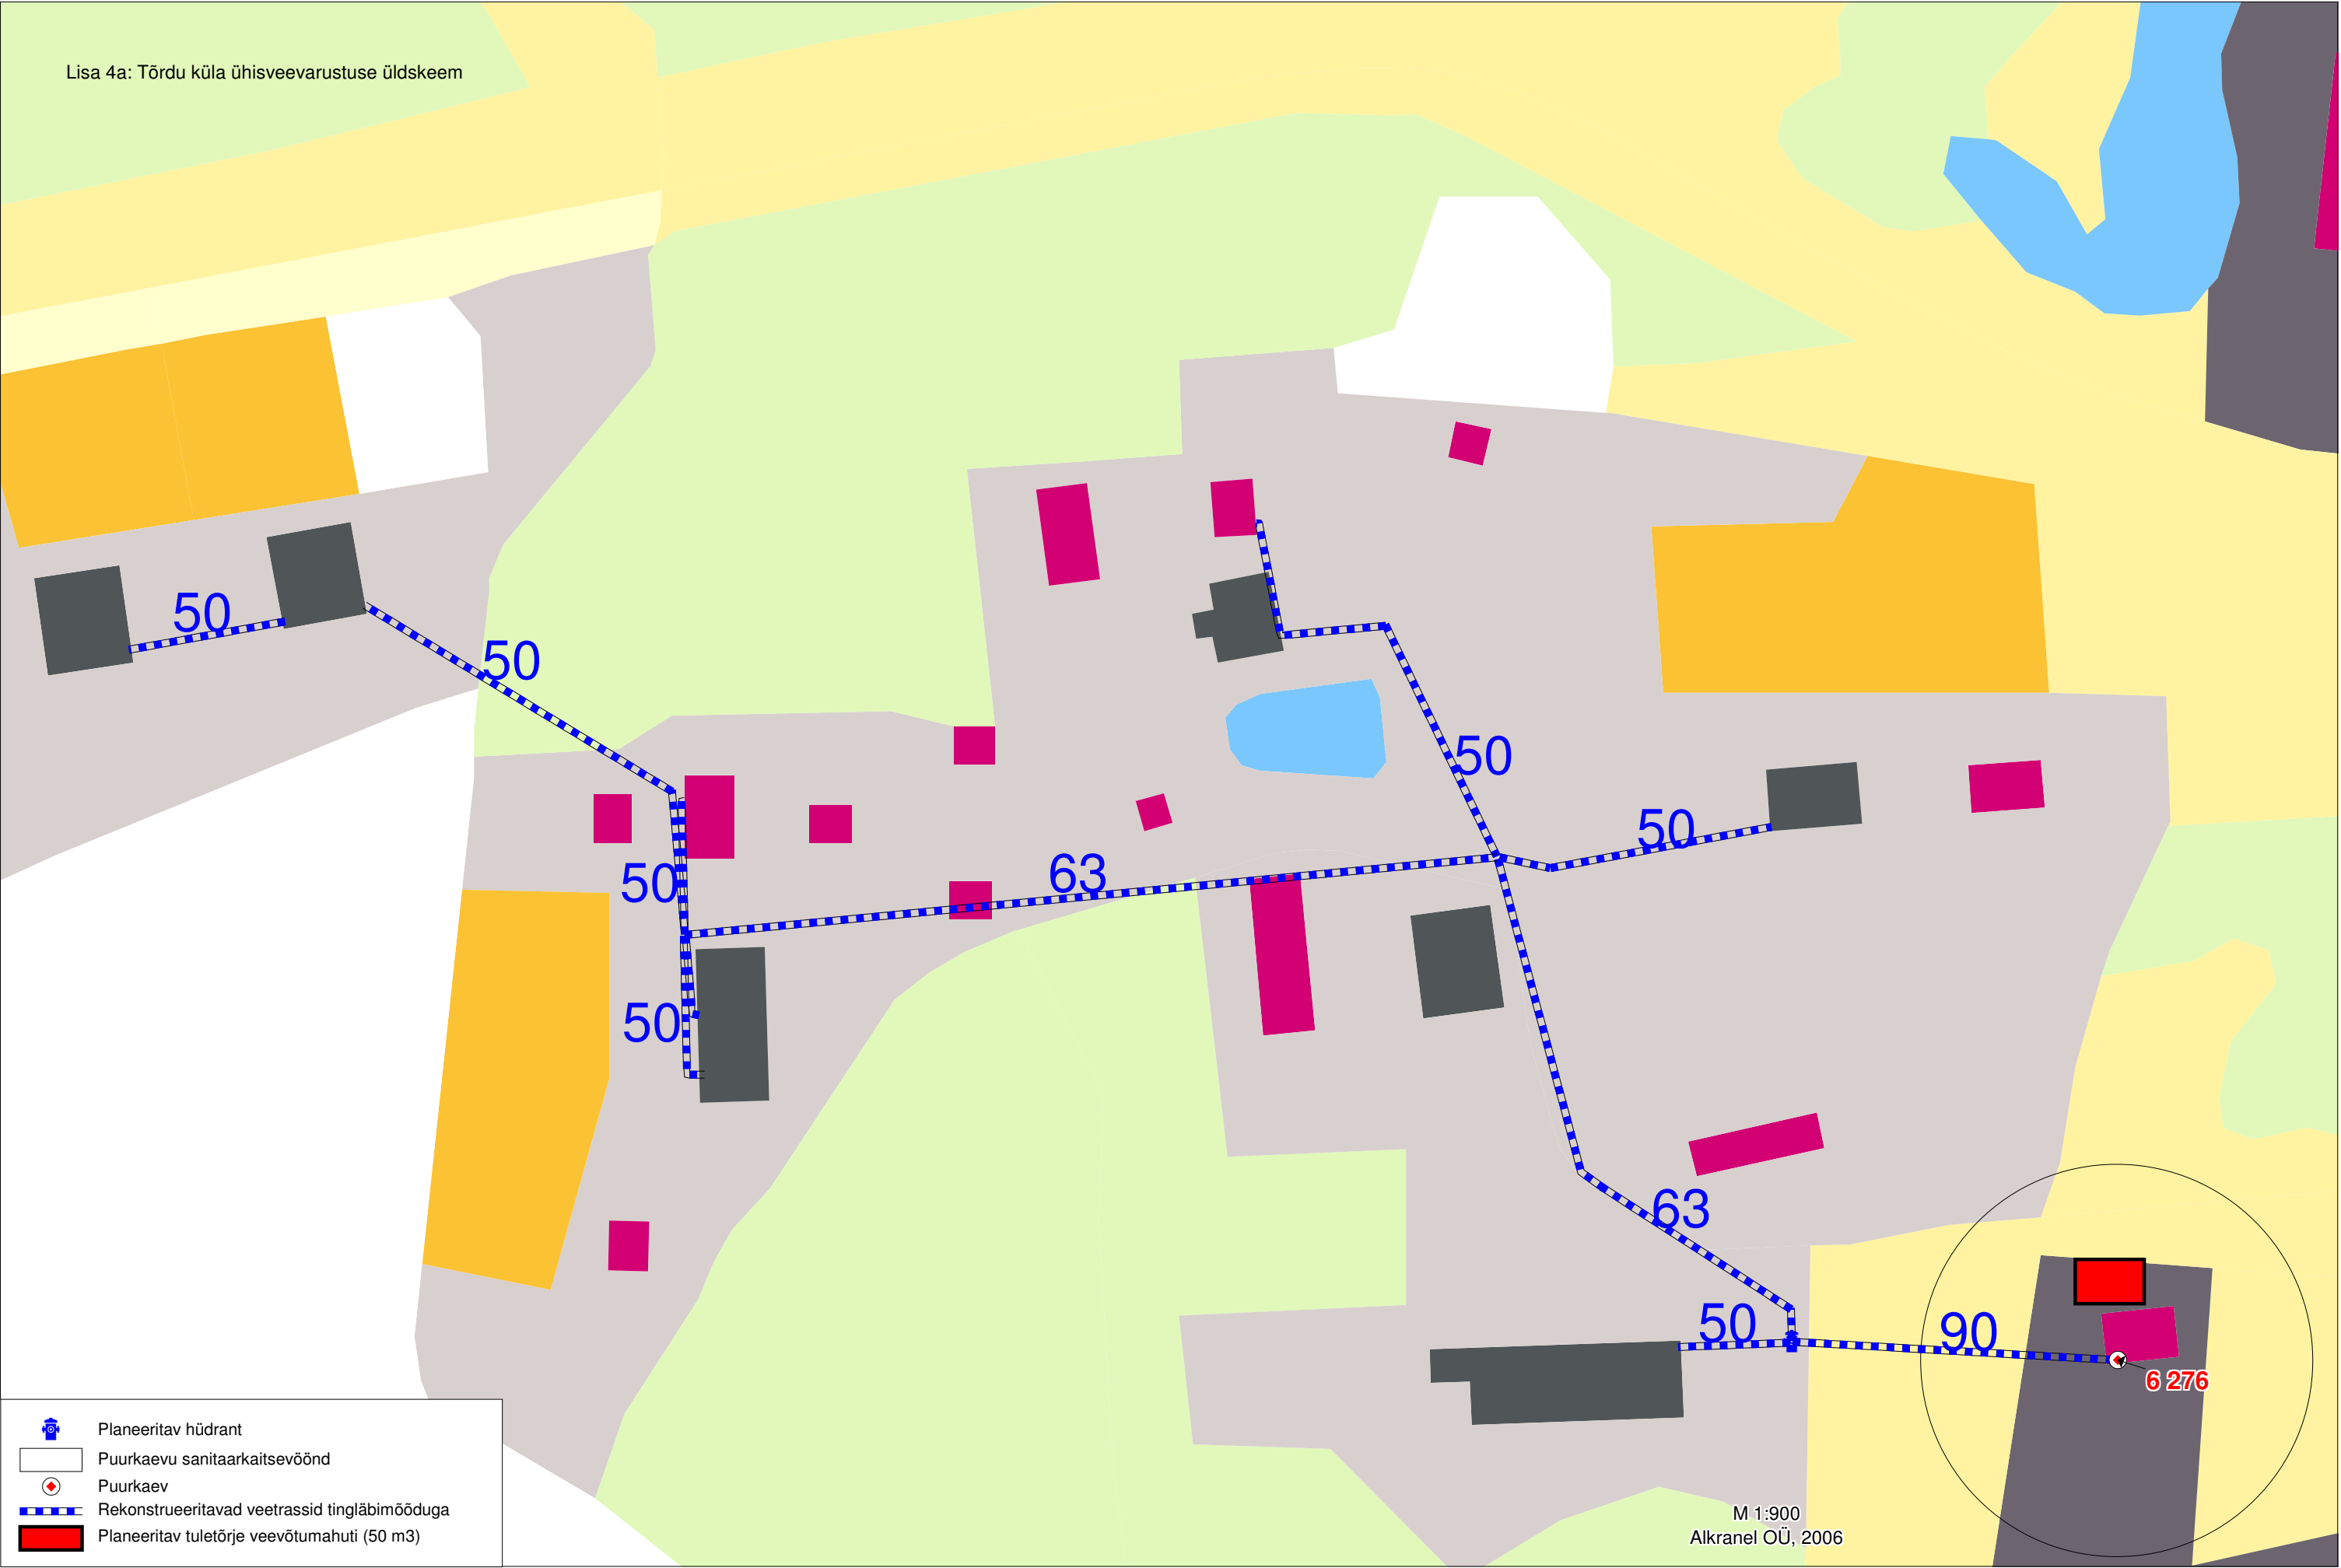 Lisa 4a: Tõrdu küla ühisveevarustuse üldskeem
50
50
50
50
63
50
50
63
50
90
6 276
Planeeritav hüdrant
Puurkaevu sanitaarkaitsevöönd
Puurkaev
Rekonstrueeritavad veetrassid tingläbimõõduga
Planeeritav tuletõrje veevõtumahuti (50 m3)
M 1:900
Alkranel OÜ, 2006